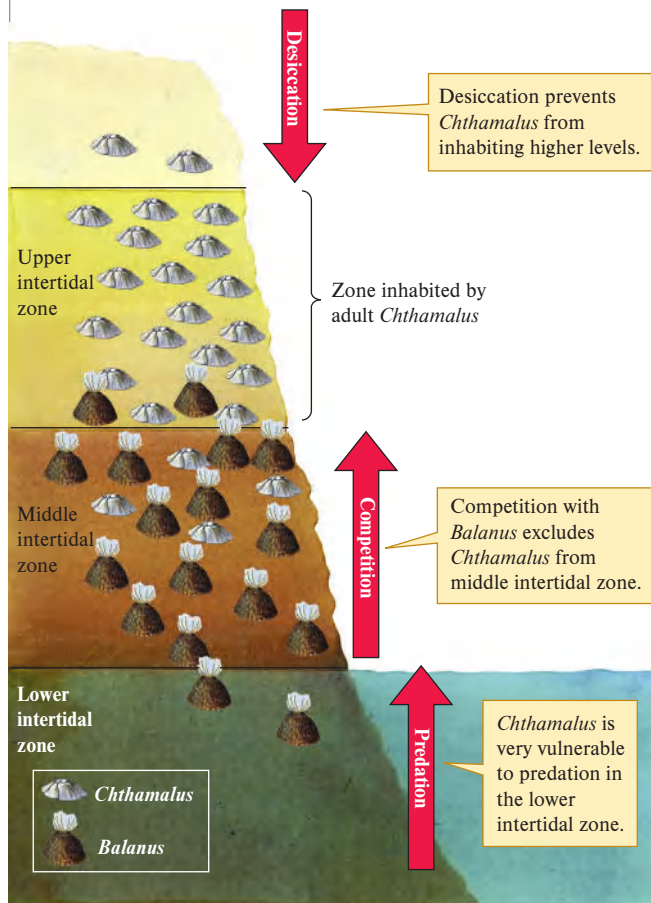 Desiccation
Desiccation prevents
Chthamalus from
inhabiting higher levels.
Upper
intertidal
zone
Zone inhabited by
adult Chthamalus
Middle
intertidal
zone
Competition
Competition with
Balanus excludes
Chthamalus from
middle intertidal zone.
Lower
intertidal
zone
Predation
Chthamalus is
very vulnerable
to predation in
the lower
intertidal zone.
Chthamalus
Balanus